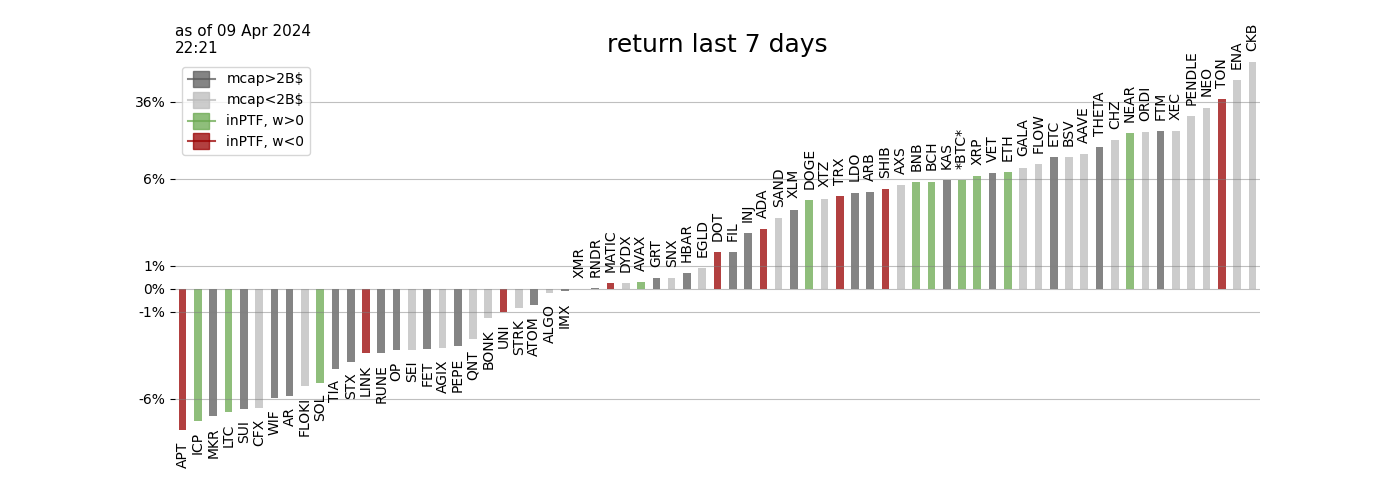 as of 09 Apr 2024
22:21
return last 7 days
mcap>2B$
mcap<2B$
inPTF, w>0
inPTF, w<0
36%
6%
1%
0%
-1%
-6%
APT
ICP
MKR
LTC
SUI
CFX
WIF
AR
FLOKI
SOL
TIA
STX
LINK
RUNE
OP
SEI
FET
AGIX
PEPE
QNT
BONK
UNI
STRK
ATOM
ALGO
IMX
XMR
RNDR
MATIC
DYDX
AVAX
GRT
SNX
HBAR
EGLD
DOT
FIL
INJ
ADA
SAND
XLM
DOGE
XTZ
TRX
LDO
ARB
SHIB
AXS
BNB
BCH
KAS
*BTC*
XRP
VET
ETH
GALA
FLOW
ETC
BSV
AAVE
THETA
CHZ
NEAR
ORDI
FTM
XEC
PENDLE
NEO
TON
ENA
CKB